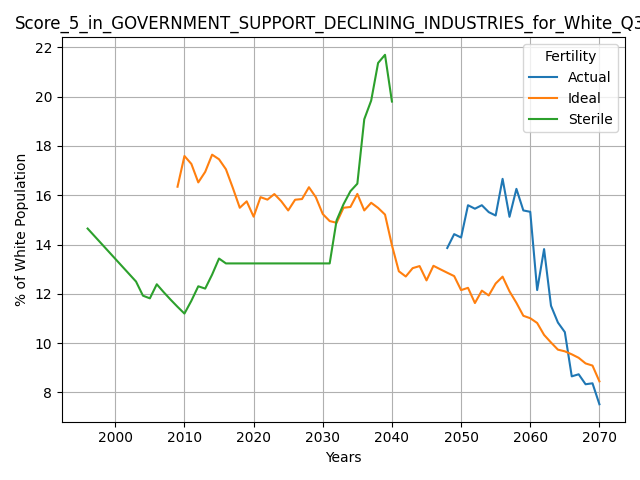 Score_5_in_GOVERNMENT_SUPPORT_DECLINING_INDUSTRIES_for_White_Q3
Fertility
Actual
Ideal
Sterile
% of White Population
22
20
18
16
14
12
10
8
2000 2010 2020 2030 2040 2050 2060 2070
Years